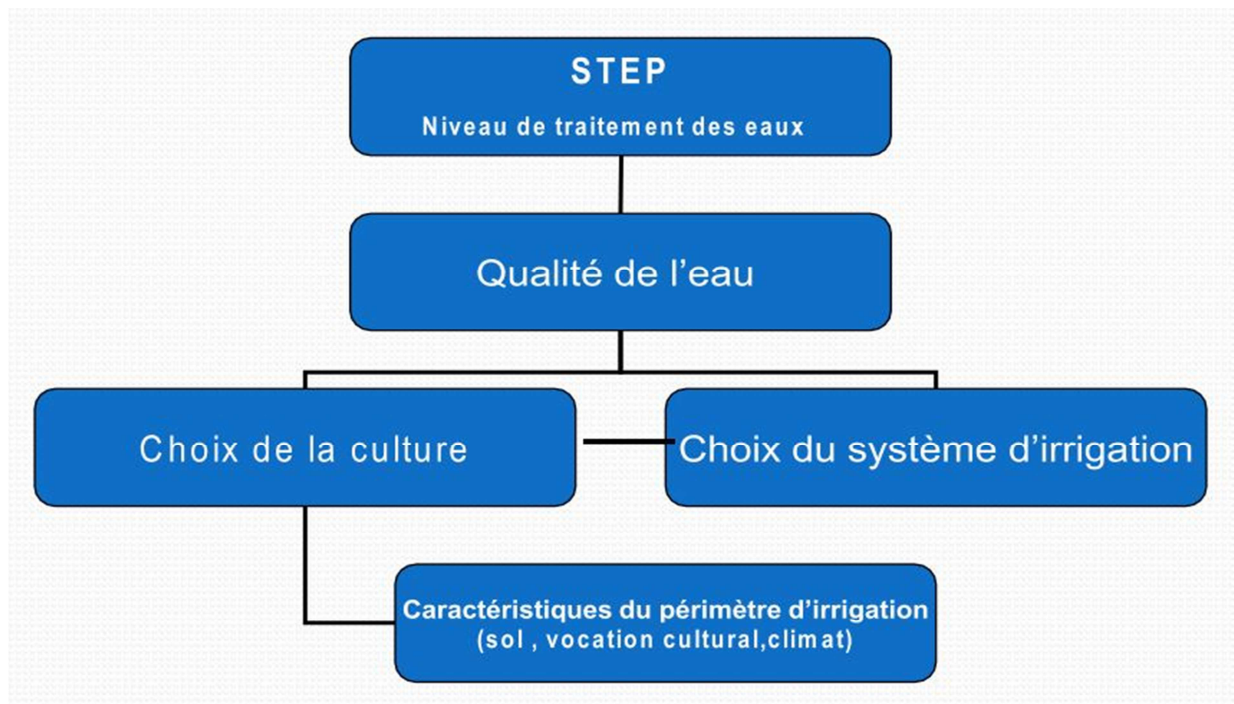 STEP
Niveau de traitement des eaux
Qualité de l’eau
Choix de la culture
Choix du système d’irrigation
Caractéristiques du périmètre d’irrigation
(sol , vocation cultural,climat)